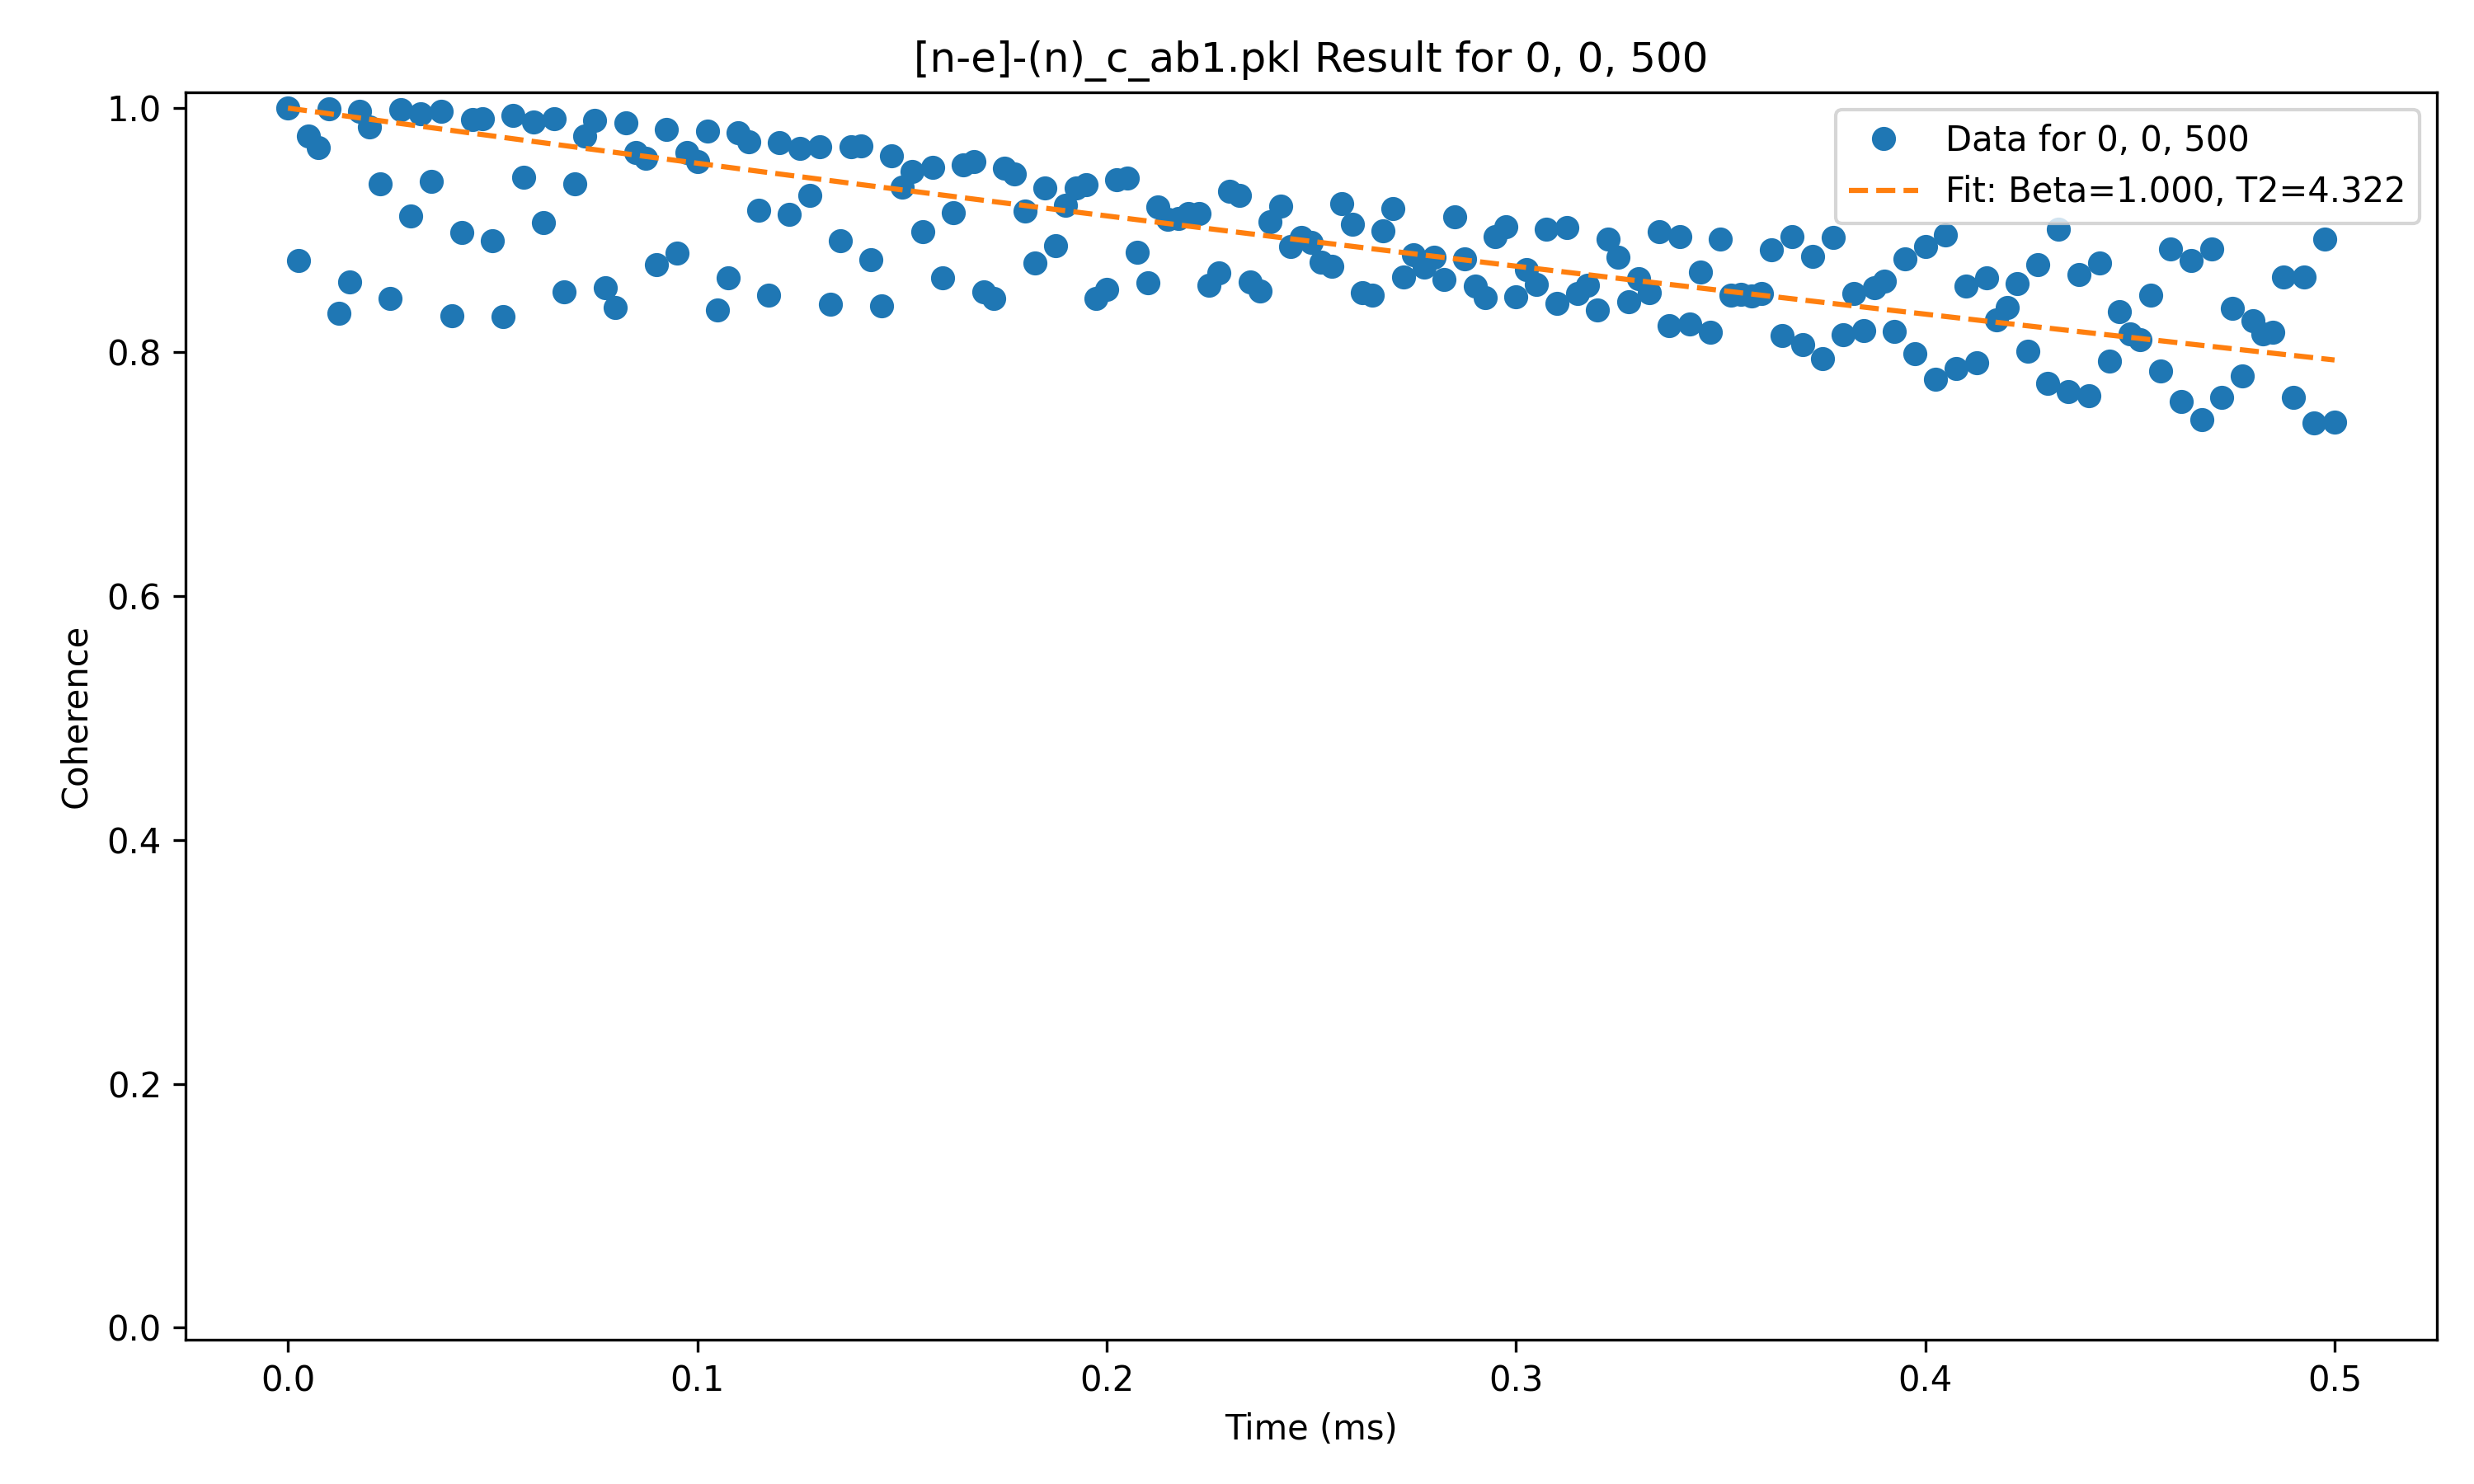 [n-e]-(n)_c_ab1.pkl Result for 0, 0, 500
Data for 0, 0, 500
Fit: Beta=1.000, T2=4.322
Coherence
1.0
0.8
0.6
0.4
0.2
0.0
0.0 0.1 0.2 0.3 0.4 0.5
Time (ms)